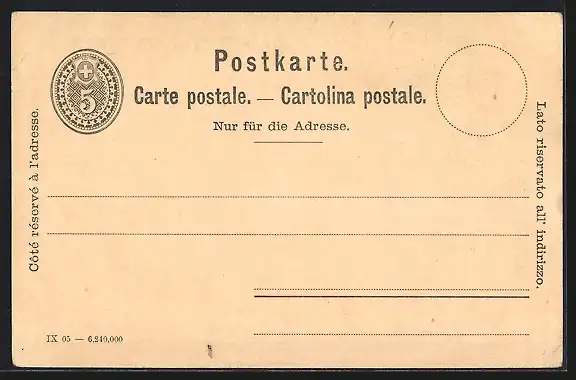 Postkarte.
Carte postale. — Cartolina postale.
Nur für die Adresse.
5
Côté réservé à l'adresse.
Lato riservato all' indirizzo.
IX 05 — 6,240,000